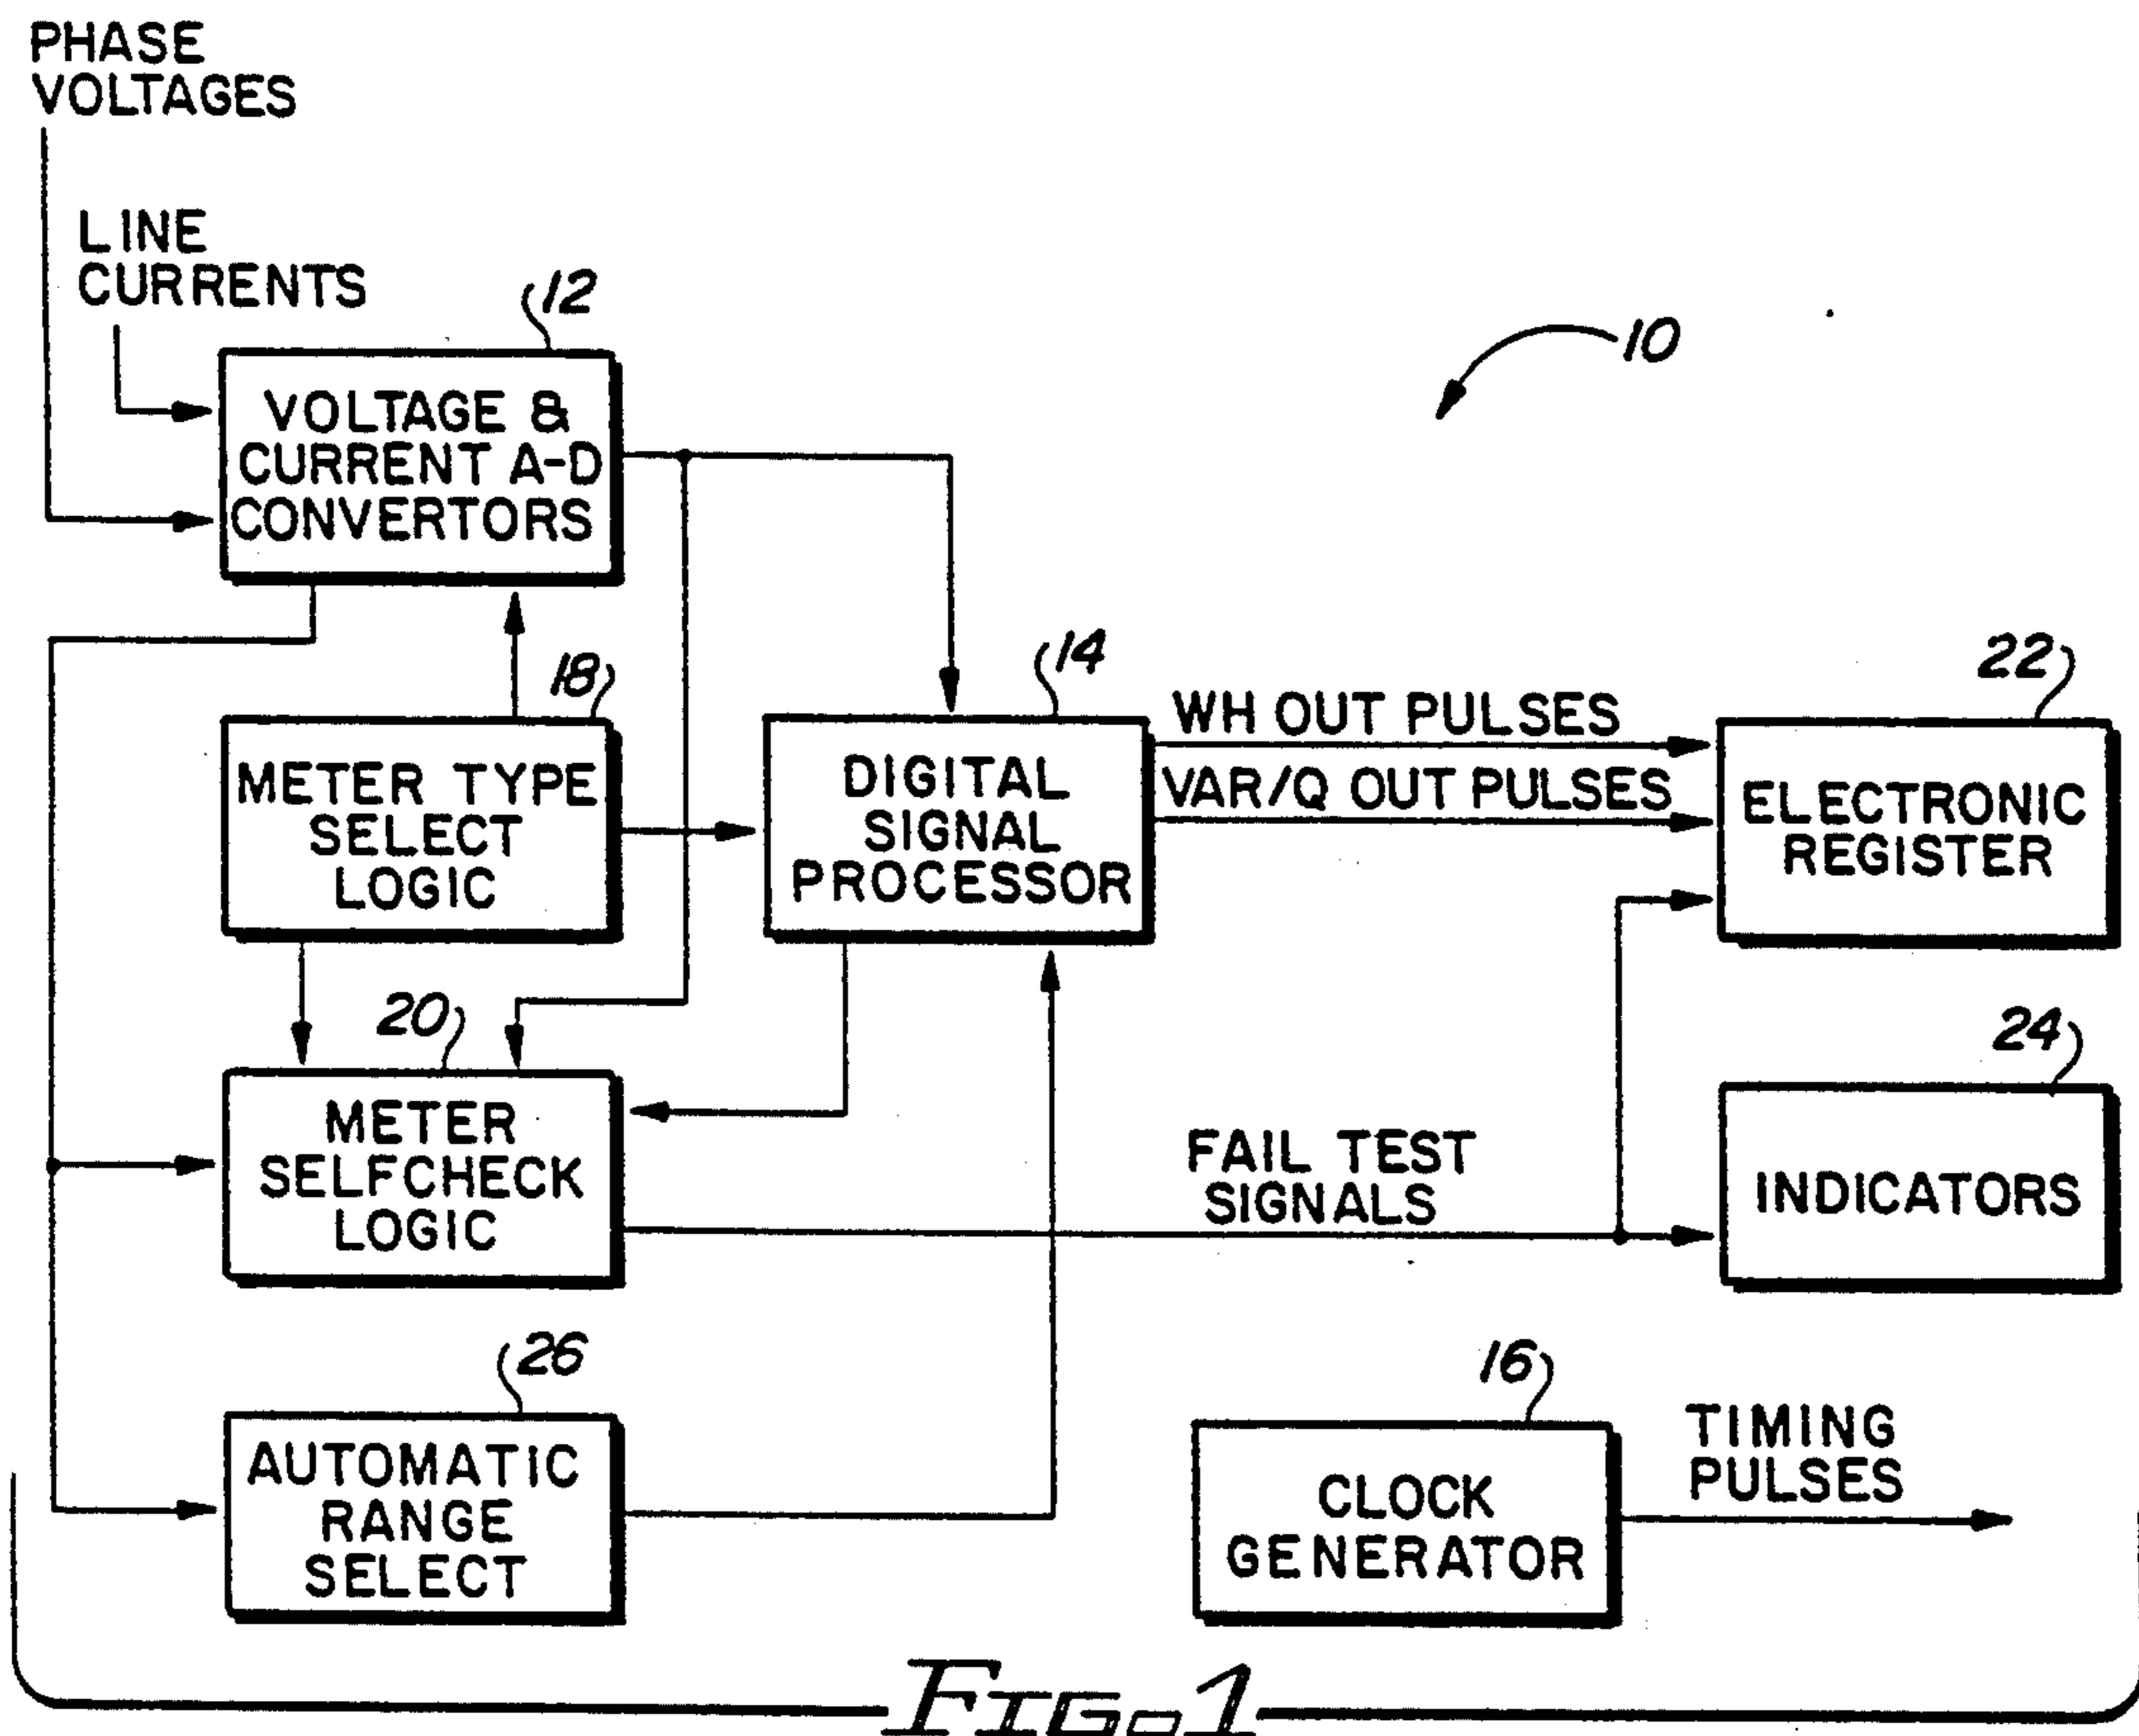 PHASE
VOLTAGES
LINE
CURRENTS
12
10
VOLTAGE &
CURRENT A-D
CONVERTORS
18
14
22
METER TYPE
SELECT
LOGIC
DIGITAL
SIGNAL
PROCESSOR
WH OUT PULSES
VAR/Q OUT PULSES
ELECTRONIC
REGISTER
20
24
METER
SELFCHECK
LOGIC
FAIL TEST
SIGNALS
INDICATORS
26
16
AUTOMATIC
RANGE
SELECT
CLOCK
GENERATOR
TIMING
PULSES
FIG. 1